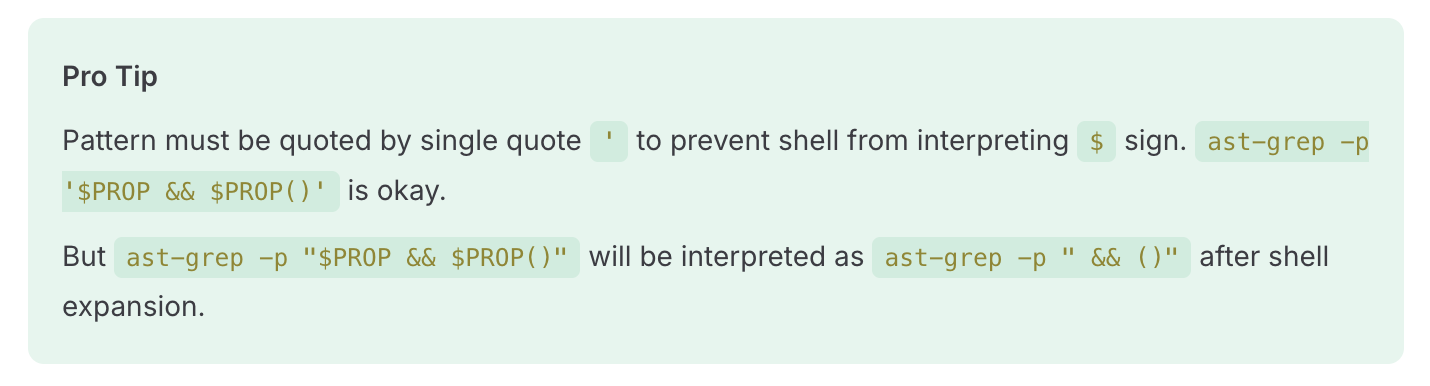 Pro Tip
Pattern must be quoted by single quote ' to prevent shell from interpreting $ sign. ast-grep -p
'$PROP && $PROP()' is okay.
But ast-grep -p "$PROP && $PROP()" will be interpreted as ast-grep -p " && ()" after shell
expansion.